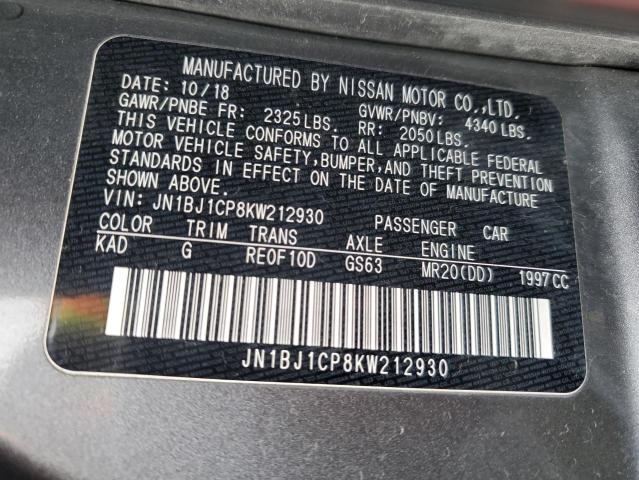 MANUFACTURED BY NISSAN MOTOR CO.,LTD.
DATE: 10/18 GVWR/PNBV: 4340 LBS.
GAWR/PNBE FR: 2325 LBS. RR: 2050 LBS.
THIS VEHICLE CONFORMS TO ALL APPLICABLE FEDERAL
MOTOR VEHICLE SAFETY,BUMPER,AND THEFT PREVENTION
STANDARDS IN EFFECT ON THE DATE OF MANUFACTURE
SHOWN ABOVE.
VIN: JN1BJ1CP8KW212930 PASSENGER CAR
COLOR TRIM TRANS AXLE ENGINE
KAD G RE0F10D GS63 MR20(DD) 1997CC
JN1BJ1CP8KW212930